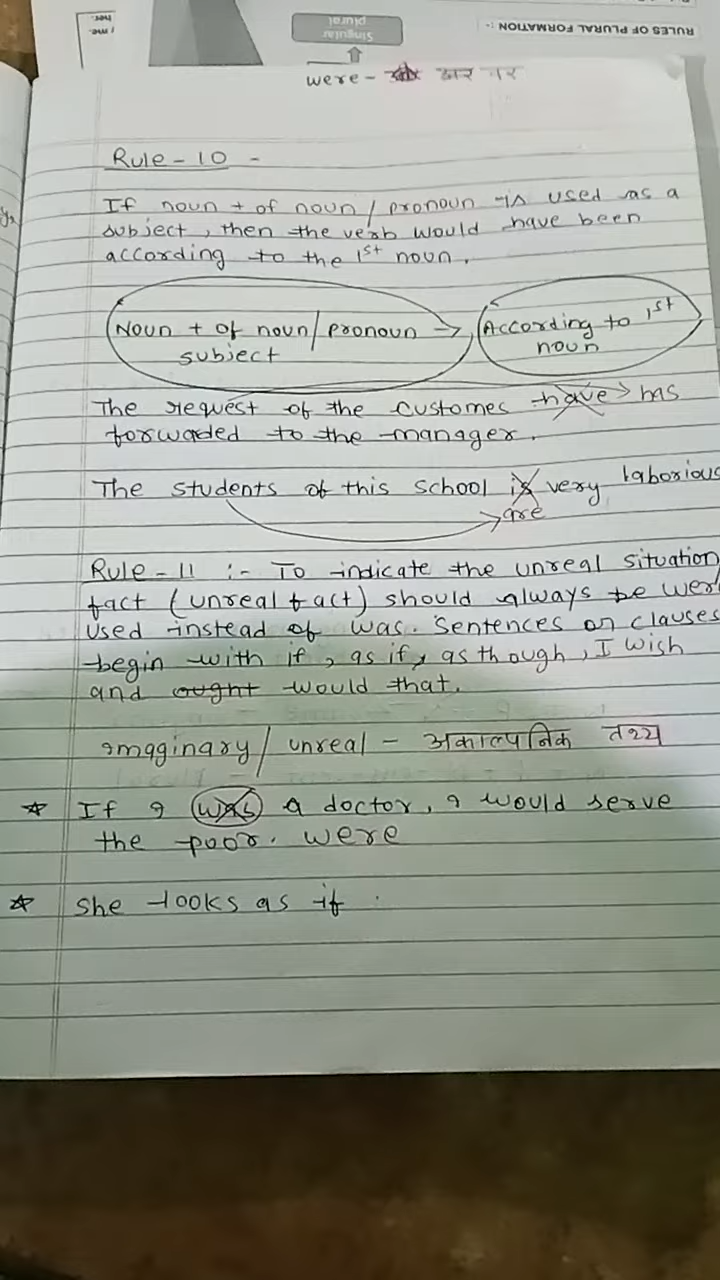 her.
, me
Singular
plural
RULES OF PLURAL FORMATION :-
were -
Rule - 10 -
If noun + of noun / pronoun is used as a
subject, then the verb would have been
according to the 1st noun.
Noun + of noun/pronoun → According to 1st
subject noun
The request of the customes have > has
forwaded to the manager.
The students of this school is very laborious
are
Rule - 11 :- To indicate the unreal situation
fact (unreal fact) should always be wer
used instead of was. Sentences or clauses
begin with if, as if, as though, I wish
and ought would that.
Imaginary / unreal - अकाल्पनिक तथ्य
☆ If I was a doctor, I would serve
the poor. were
☆ She looks as if